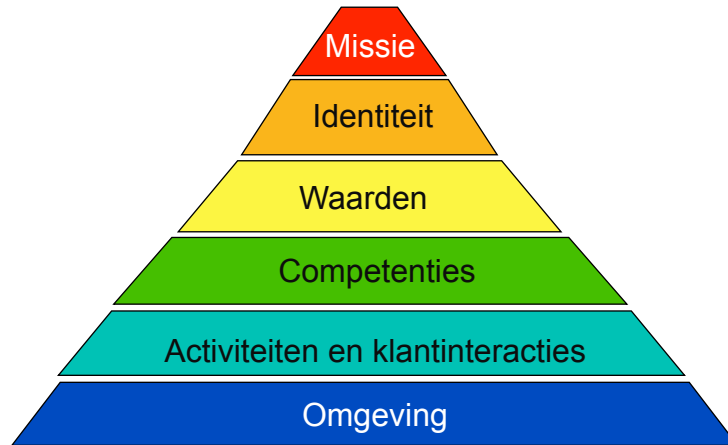 Missie
Identiteit
Waarden
Competenties
Activiteiten en klantinteracties
Omgeving